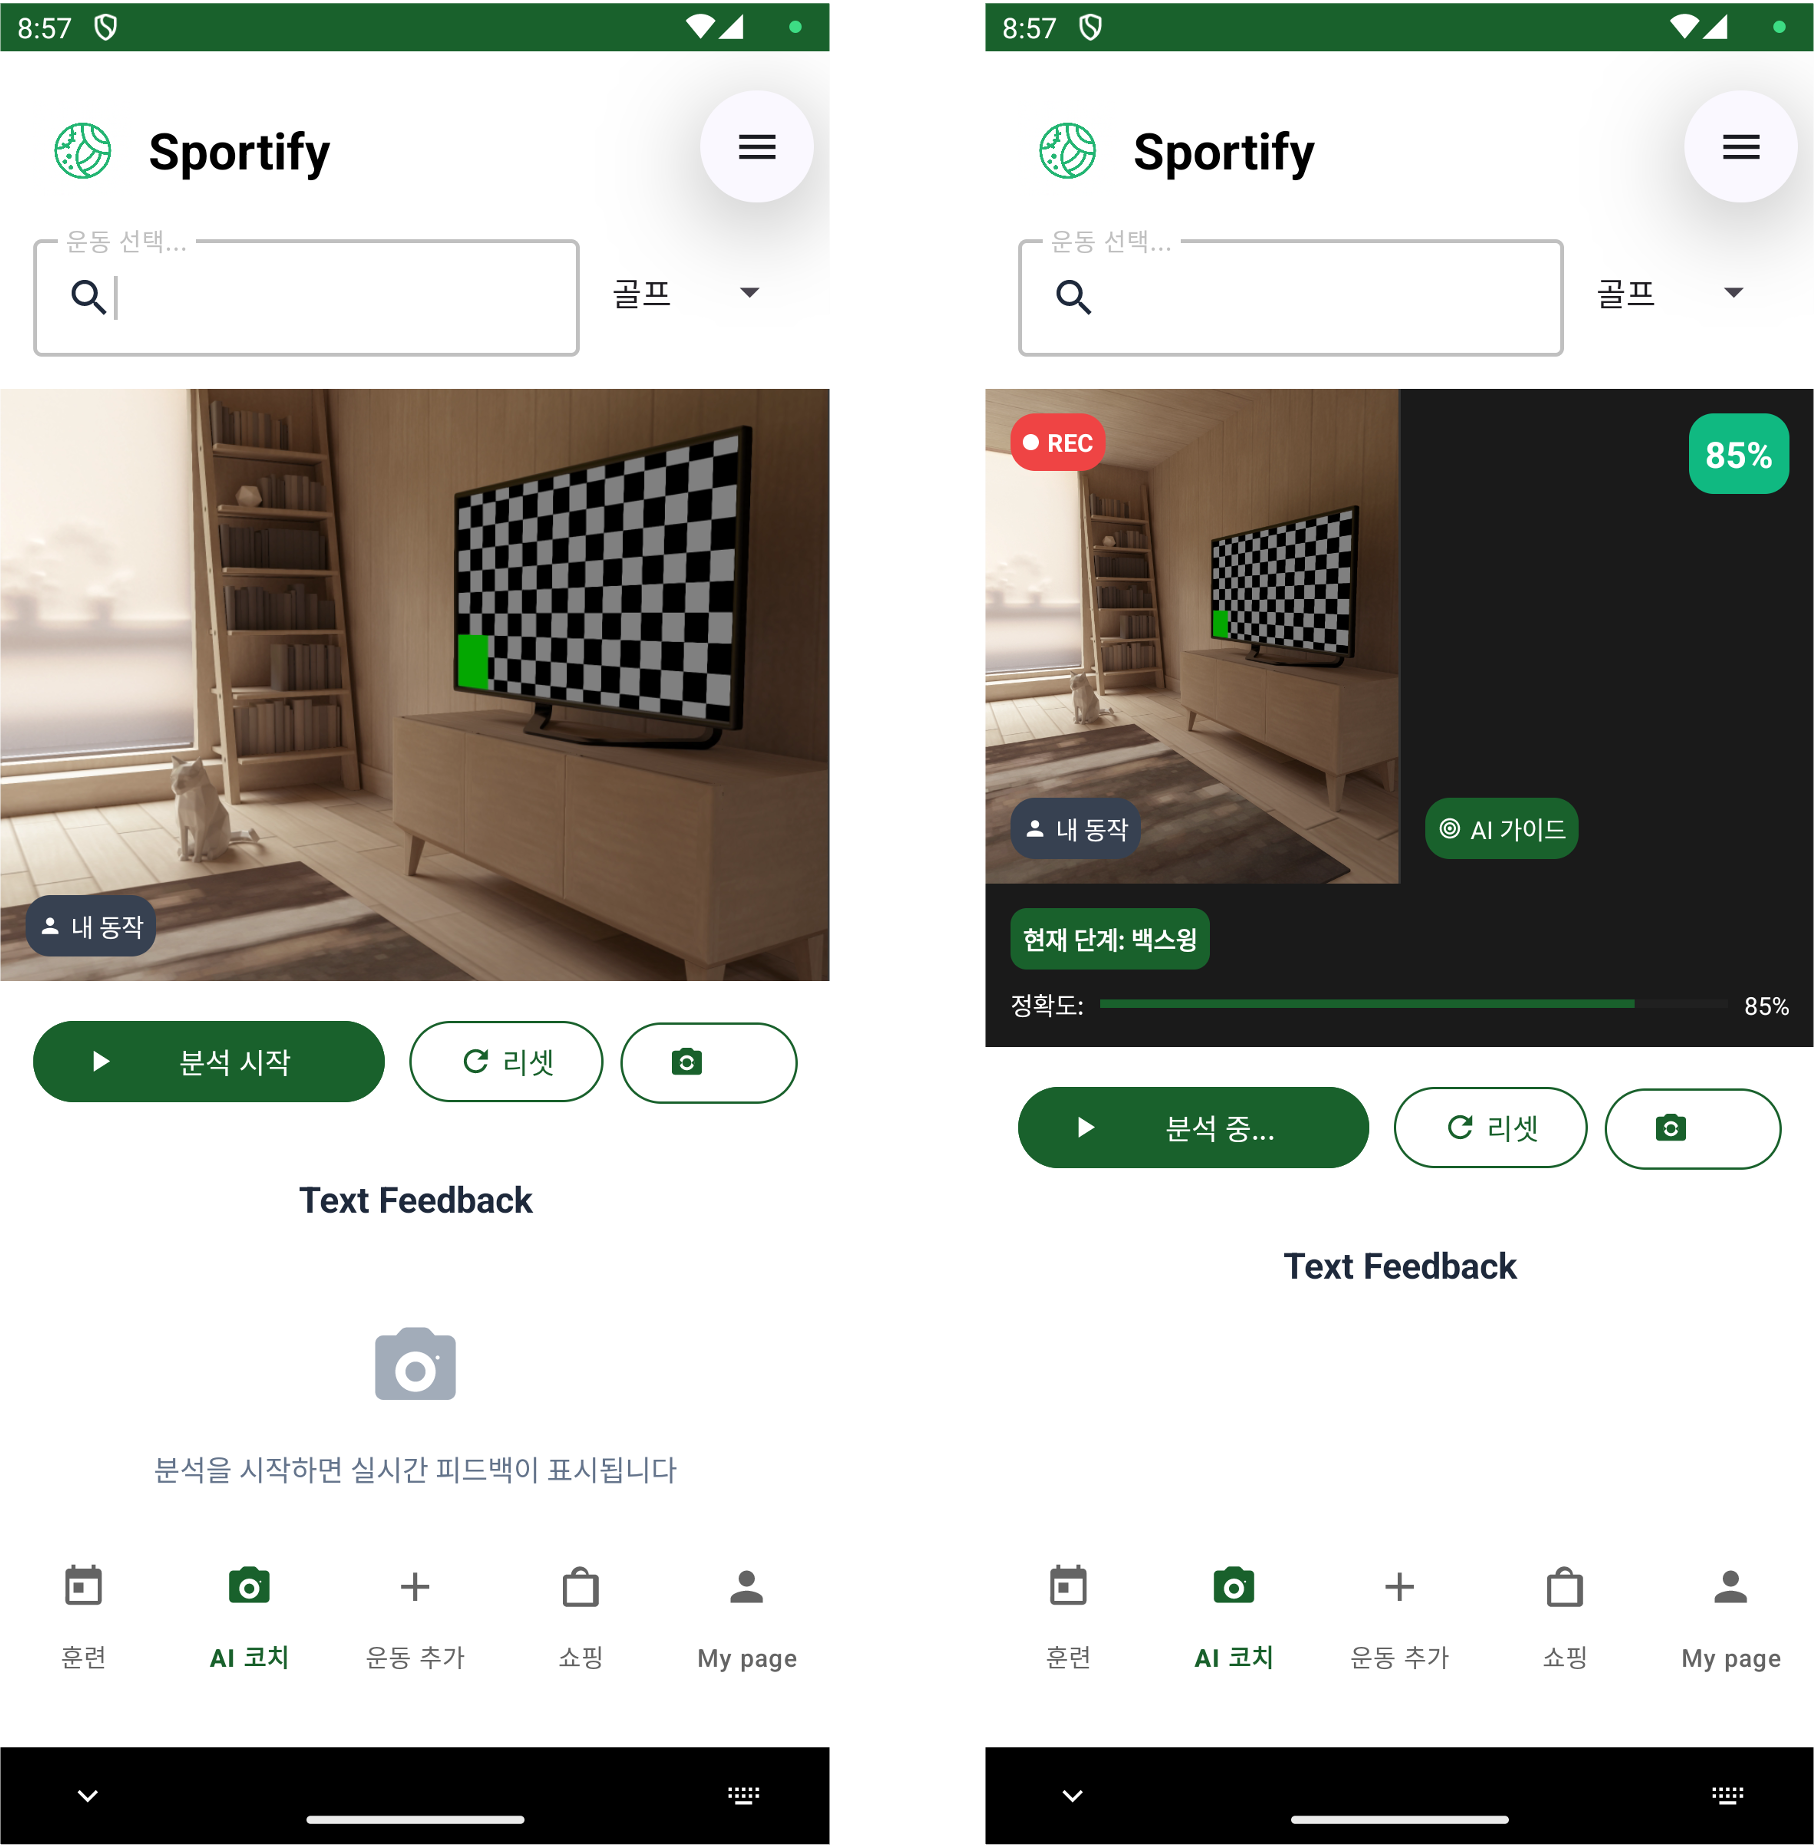 8:57
Sportify
운동 선택...
골프
내 동작
분석 시작
리셋
Text Feedback
분석을 시작하면 실시간 피드백이 표시됩니다
훈련
AI 코치
운동 추가
쇼핑
My page
8:57
Sportify
운동 선택...
골프
REC
85%
내 동작
AI 가이드
현재 단계: 백스윙
정확도:
85%
분석 중...
리셋
Text Feedback
훈련
AI 코치
운동 추가
쇼핑
My page